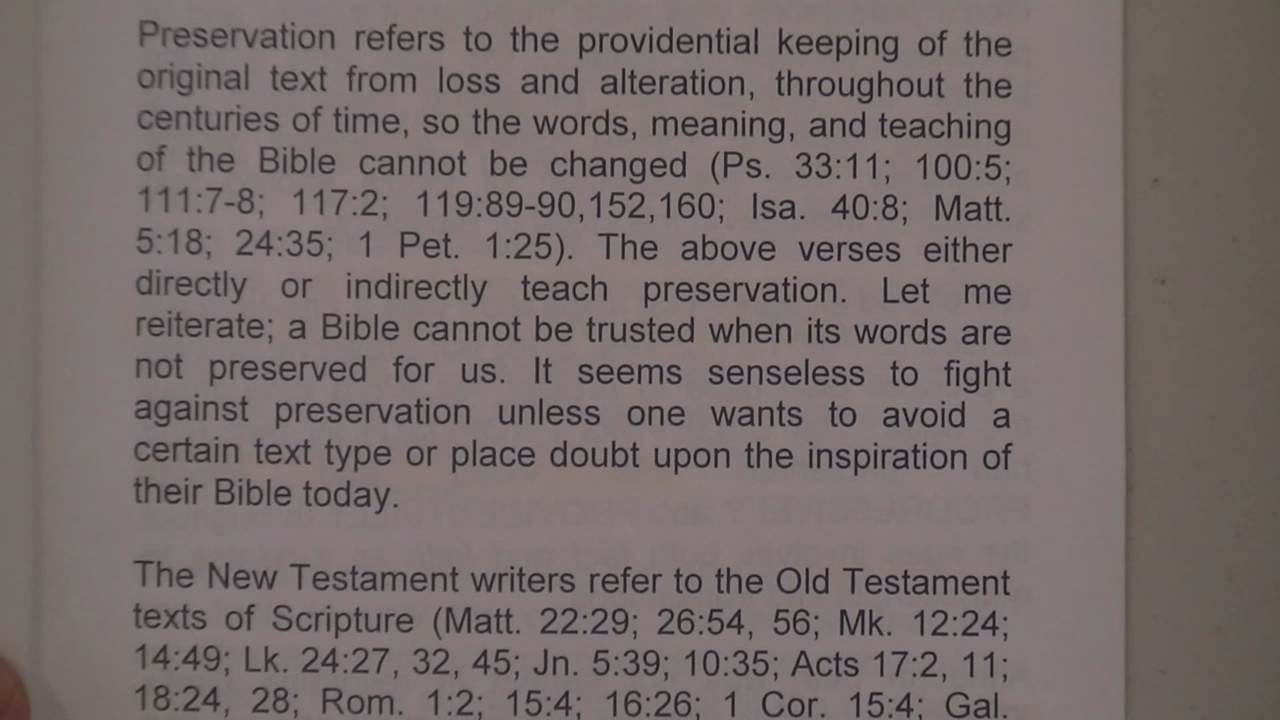 Preservation refers to the providential keeping of the
original text from loss and alteration, throughout the
centuries of time, so the words, meaning, and teaching
of the Bible cannot be changed (Ps. 33:11; 100:5;
111:7-8; 117:2; 119:89-90,152,160; Isa. 40:8; Matt.
5:18; 24:35; 1 Pet. 1:25). The above verses either
directly or indirectly teach preservation. Let me
reiterate; a Bible cannot be trusted when its words are
not preserved for us. It seems senseless to fight
against preservation unless one wants to avoid a
certain text type or place doubt upon the inspiration of
their Bible today.
The New Testament writers refer to the Old Testament
texts of Scripture (Matt. 22:29; 26:54, 56; Mk. 12:24;
14:49; Lk. 24:27, 32, 45; Jn. 5:39; 10:35; Acts 17:2, 11;
18:24, 28; Rom. 1:2; 15:4; 16:26; 1 Cor. 15:4; Gal.